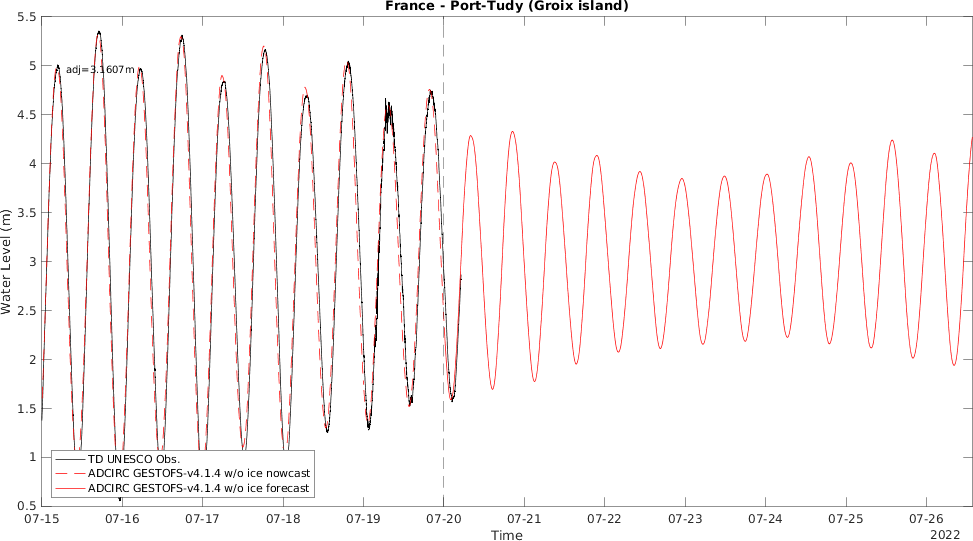 France - Port-Tudy (Groix island)
5.5
5
4.5
4
3.5
3
2.5
2
1.5
1
0.5
Water Level (m)
adj=3.1607m
TD UNESCO Obs.
ADCIRC GESTOFS-v4.1.4 w/o ice nowcast
ADCIRC GESTOFS-v4.1.4 w/o ice forecast
07-15 07-16 07-17 07-18 07-19 07-20 07-21 07-22 07-23 07-24 07-25 07-26
Time
2022